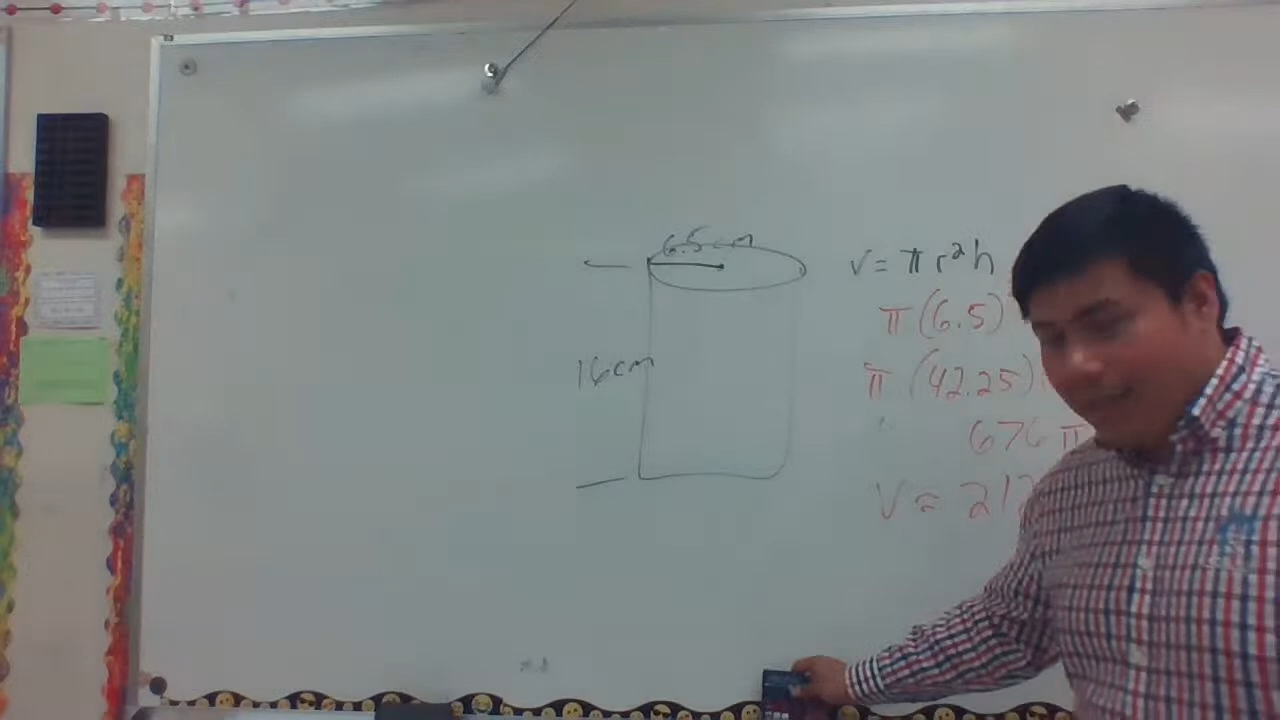 6.5cm
16cm
V = πr²h
π(6.5)
π(42.25)
676π
V ≈ 212